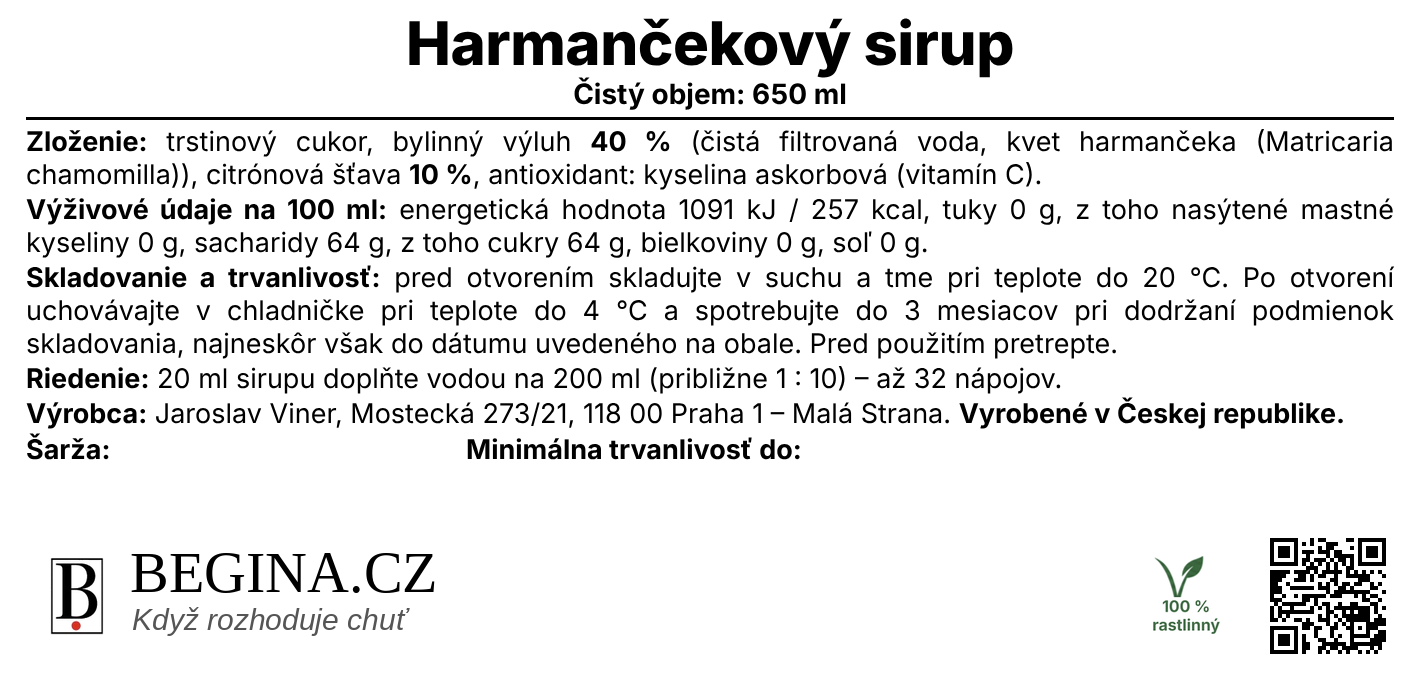 Harmančekový sirup
Čistý objem: 650 ml
Zloženie: trstinový cukor, bylinný výluh 40 % (čistá filtrovaná voda, kvet harmančeka (Matricaria
chamomilla)), citrónová šťava 10 %, antioxidant: kyselina askorbová (vitamín C).
Výživové údaje na 100 ml: energetická hodnota 1091 kJ / 257 kcal, tuky 0 g, z toho nasýtené mastné
kyseliny 0 g, sacharidy 64 g, z toho cukry 64 g, bielkoviny 0 g, soľ 0 g.
Skladovanie a trvanlivosť: pred otvorením skladujte v suchu a tme pri teplote do 20 °C. Po otvorení
uchovávajte v chladničke pri teplote do 4 °C a spotrebujte do 3 mesiacov pri dodržaní podmienok
skladovania, najneskôr však do dátumu uvedeného na obale. Pred použitím pretrepte.
Riedenie: 20 ml sirupu doplňte vodou na 200 ml (približne 1 : 10) – až 32 nápojov.
Výrobca: Jaroslav Viner, Mostecká 273/21, 118 00 Praha 1 – Malá Strana. Vyrobené v Českej republike.
Šarža: Minimálna trvanlivosť do:
B
BEGINA.CZ
Když rozhoduje chuť
100 %
rastlinný